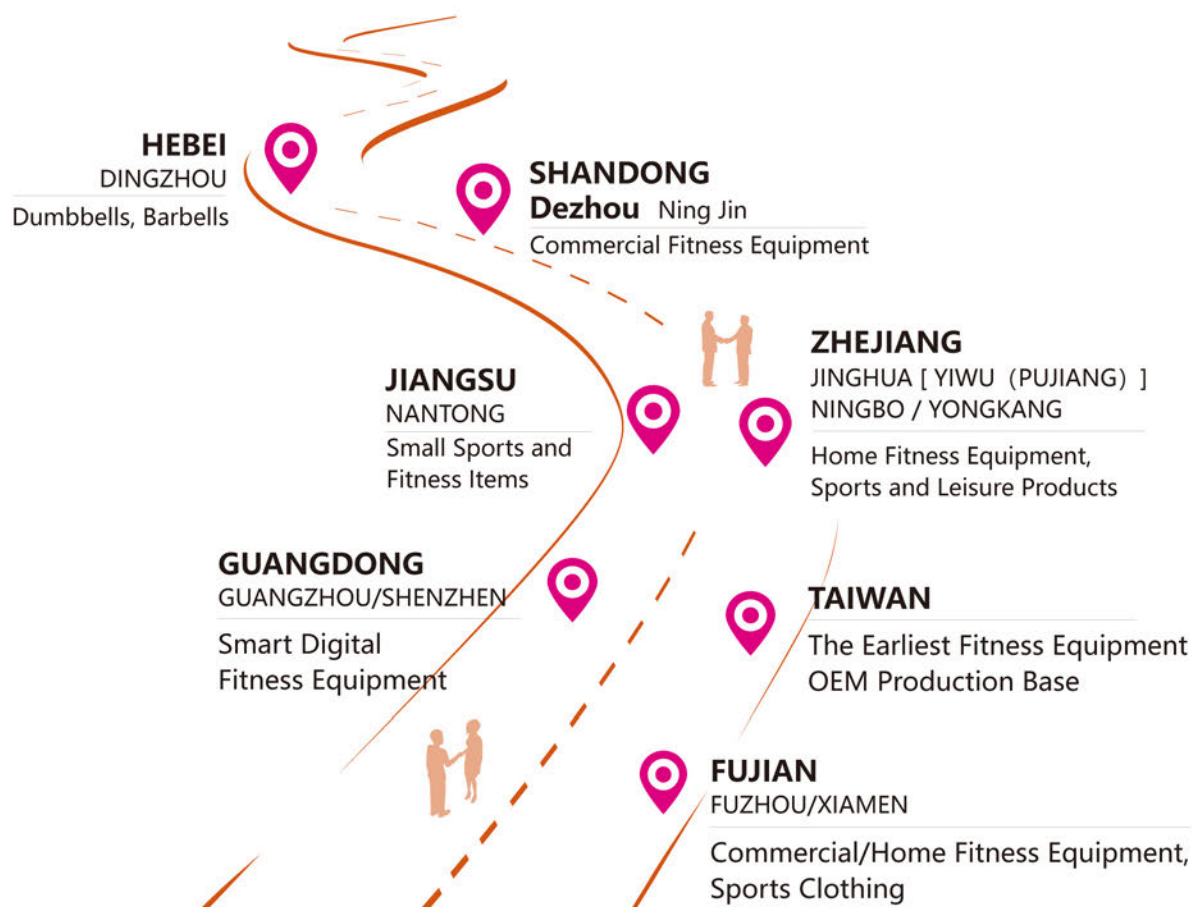 HEBEI
DINGZHOU
Dumbbells, Barbells
SHANDONG
Dezhou Ning Jin
Commercial Fitness Equipment
JIANGSU
NANTONG
Small Sports and
Fitness Items
ZHEJIANG
JINGHUA [ YIWU（PUJIANG）]
NINGBO / YONGKANG
Home Fitness Equipment,
Sports and Leisure Products
GUANGDONG
GUANGZHOU/SHENZHEN
Smart Digital
Fitness Equipment
TAIWAN
The Earliest Fitness Equipment
OEM Production Base
FUJIAN
FUZHOU/XIAMEN
Commercial/Home Fitness Equipment,
Sports Clothing